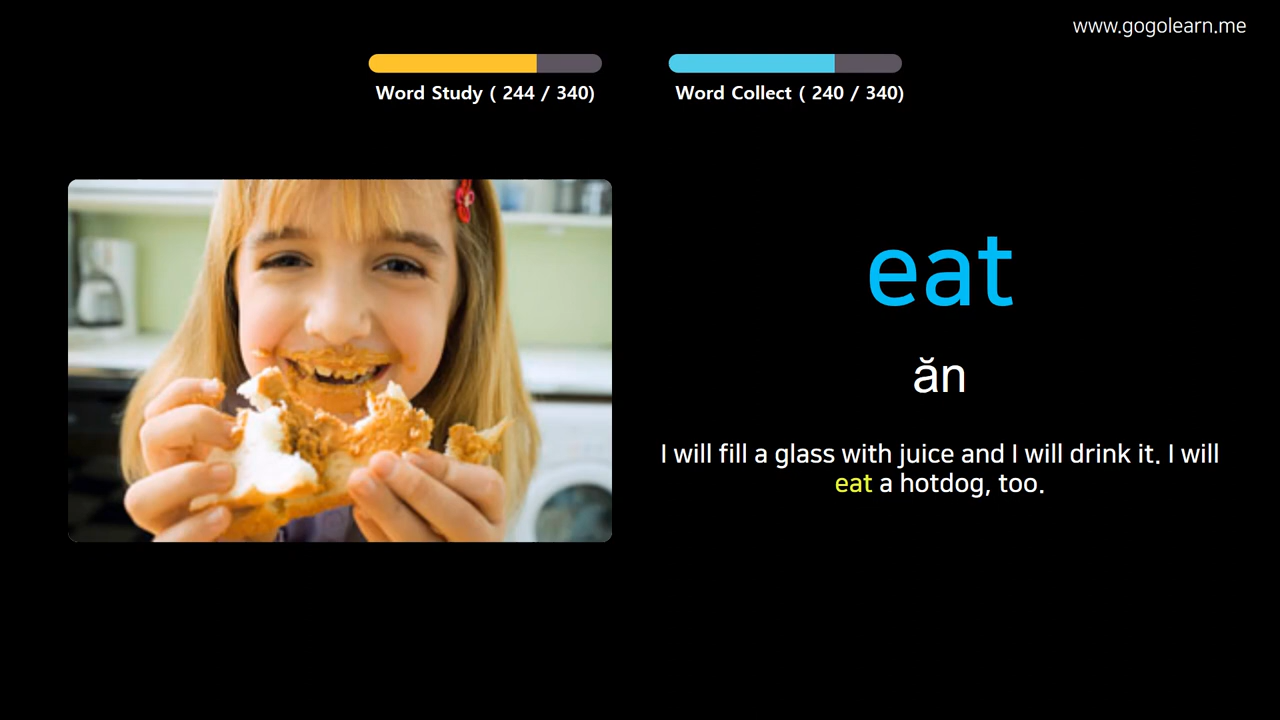 www.gogolearn.me
Word Study ( 244 / 340)
Word Collect ( 240 / 340)
eat
ăn
I will fill a glass with juice and I will drink it. I will
eat a hotdog, too.